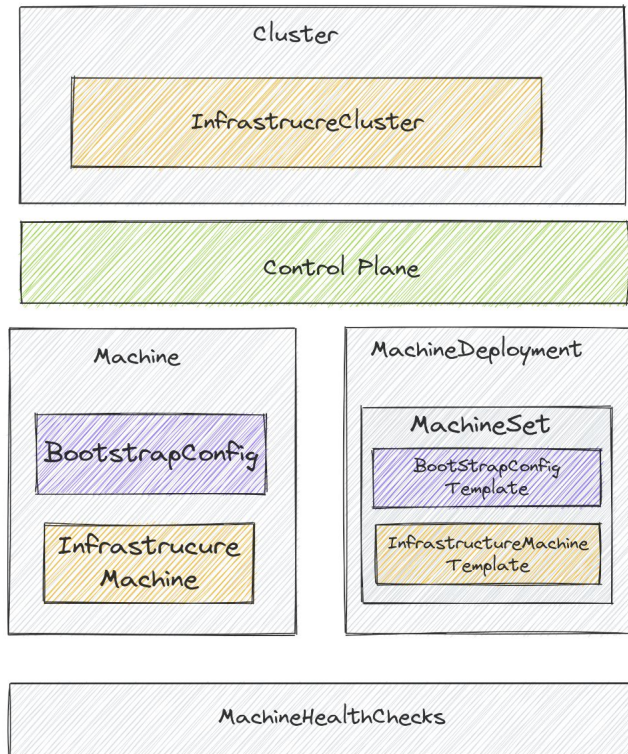 Cluster
InfrastrucreCluster
Control Plane
Machine
BootstrapConfig
Infrastrucure
Machine
MachineDeployment
MachineSet
BootStrapConfig
Template
InfrastructureMachine
Template
MachineHealthChecks